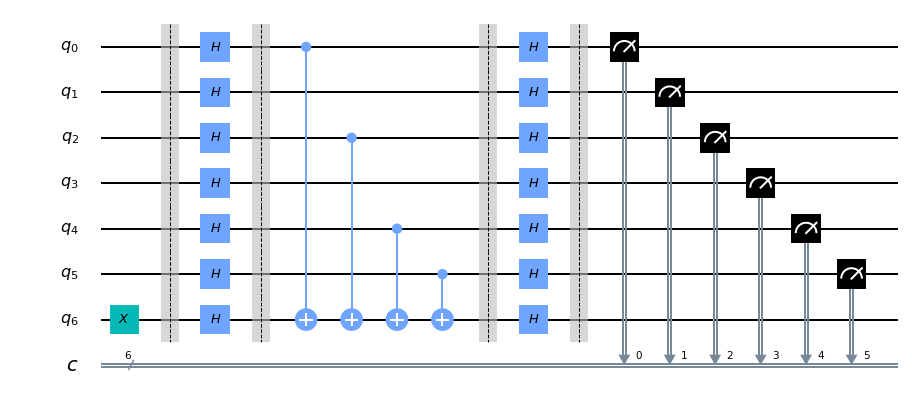 q0 H H
q1 H H
q2 H H
q3 H H
q4 H H
q5 H H
q6 X H H
c 6 0 1 2 3 4 5